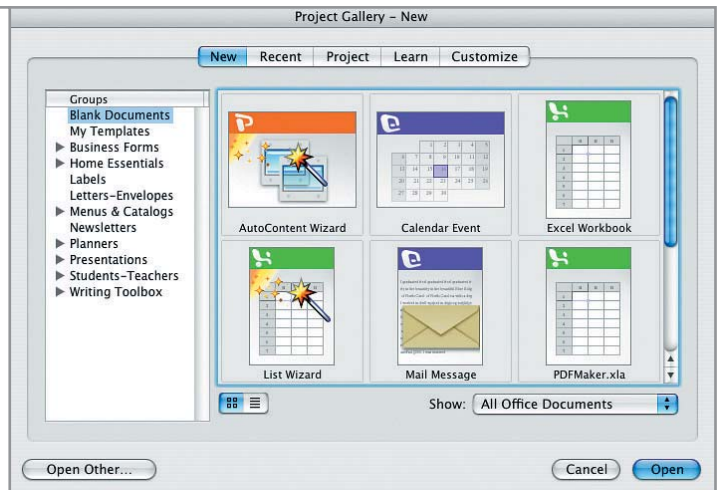 Project Gallery – New
New Recent Project Learn Customize
Groups
Blank Documents
My Templates
Business Forms
Home Essentials
Labels
Letters–Envelopes
Menus & Catalogs
Newsletters
Planners
Presentations
Students–Teachers
Writing Toolbox
AutoContent Wizard
Calendar Event
Excel Workbook
List Wizard
Mail Message
PDFMaker.xla
Show: All Office Documents
Open Other...
Cancel
Open